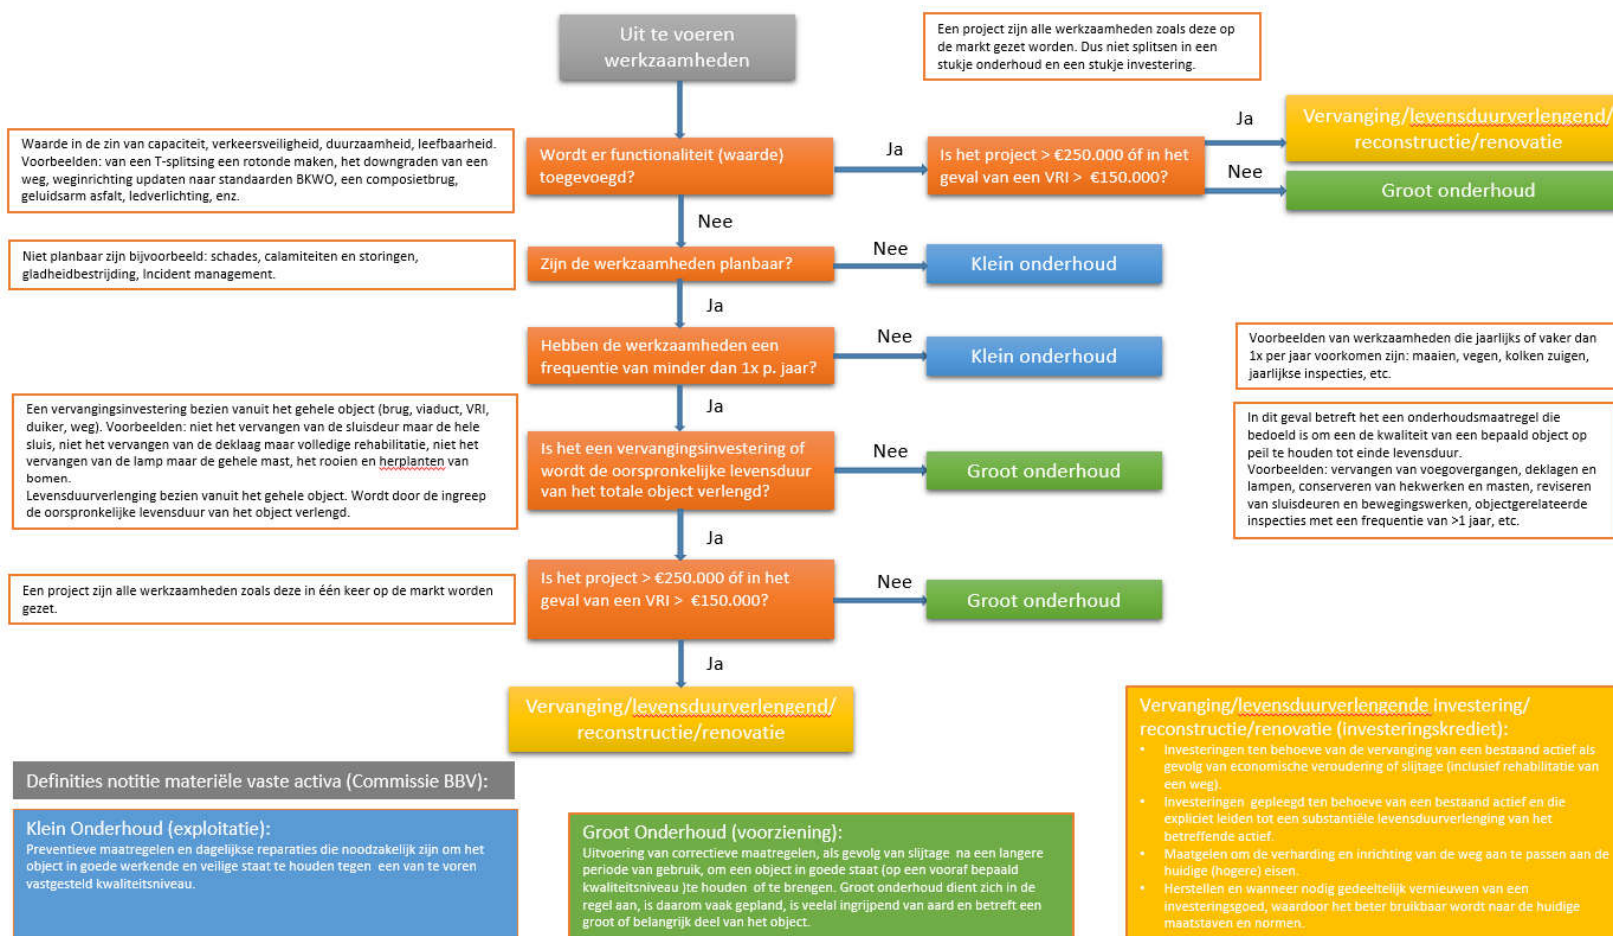 Uit te voeren
werkzaamheden
Een project zijn alle werkzaamheden zoals deze op
de markt gezet worden. Dus niet splitsen in een
stukje onderhoud en een stukje investering.
Waarde in de zin van capaciteit, verkeersveiligheid, duurzaamheid, leefbaarheid.
Voorbeelden: van een T-splitsing een rotonde maken, het downgraden van een
weg, weginrichting updaten naar standaarden BKWO, een composietbrug,
geluidsarm asfalt, ledverlichting, enz.
Wordt er functionaliteit (waarde)
toegevoegd?
Ja
Is het project > €250.000 óf in het
geval van een VRI > €150.000?
Ja
Vervanging/levensduurverlengend/
reconstructie/renovatie
Nee
Groot onderhoud
Nee
Niet planbaar zijn bijvoorbeeld: schades, calamiteiten en storingen,
gladheidbestrijding, Incident management.
Zijn de werkzaamheden planbaar?
Nee
Klein onderhoud
Ja
Hebben de werkzaamheden een
frequentie van minder dan 1x p. jaar?
Nee
Klein onderhoud
Voorbeelden van werkzaamheden die jaarlijks of vaker dan
1x per jaar voorkomen zijn: maaien, vegen, kolken zuigen,
jaarlijkse inspecties, etc.
Ja
Een vervangingsinvestering bezien vanuit het gehele object (brug, viaduct, VRI,
duiker, weg). Voorbeelden: niet het vervangen van de sluisdeur maar de hele
sluis, niet het vervangen van de deklaag maar volledige rehabilitatie, niet het
vervangen van de lamp maar de gehele mast, het rooien en herplanten van
bomen.
Levensduurverlenging bezien vanuit het gehele object. Wordt door de ingreep
de oorspronkelijke levensduur van het object verlengd.
Is het een vervangingsinvestering of
wordt de oorspronkelijke levensduur
van het totale object verlengd?
Nee
Groot onderhoud
In dit geval betreft het een onderhoudsmaatregel die
bedoeld is om een de kwaliteit van een bepaald object op
peil te houden tot einde levensduur.
Voorbeelden: vervangen van voegovergangen, deklagen en
lampen, conserveren van hekwerken en masten, reviseren
van sluisdeuren en bewegingswerken, objectgerelateerde
inspecties met een frequentie van >1 jaar, etc.
Ja
Een project zijn alle werkzaamheden zoals deze in één keer op de markt worden
gezet.
Is het project > €250.000 óf in het
geval van een VRI > €150.000?
Nee
Groot onderhoud
Ja
Vervanging/levensduurverlengend/
reconstructie/renovatie
Definities notitie materiële vaste activa (Commissie BBV):
Klein Onderhoud (exploitatie):
Preventieve maatregelen en dagelijkse reparaties die noodzakelijk zijn om het
object in goede werkende en veilige staat te houden tegen een van te voren
vastgesteld kwaliteitsniveau.
Groot Onderhoud (voorziening):
Uitvoering van correctieve maatregelen, als gevolg van slijtage na een langere
periode van gebruik, om een object in goede staat (op een vooraf bepaald
kwaliteitsniveau )te houden of te brengen. Groot onderhoud dient zich in de
regel aan, is daarom vaak gepland, is veelal ingrijpend van aard en betreft een
groot of belangrijk deel van het object.
Vervanging/levensduurverlengende investering/
reconstructie/renovatie (investeringskrediet):
• Investeringen ten behoeve van de vervanging van een bestaand actief als
gevolg van economische veroudering of slijtage (inclusief rehabilitatie van
een weg).
• Investeringen gepleegd ten behoeve van een bestaand actief en die
expliciet leiden tot een substantiële levensduurverlenging van het
betreffende actief.
• Maatgelen om de verharding en inrichting van de weg aan te passen aan de
huidige (hogere) eisen.
• Herstellen en wanneer nodig gedeeltelijk vernieuwen van een
investeringsgoed, waardoor het beter bruikbaar wordt naar de huidige
maatstaven en normen.